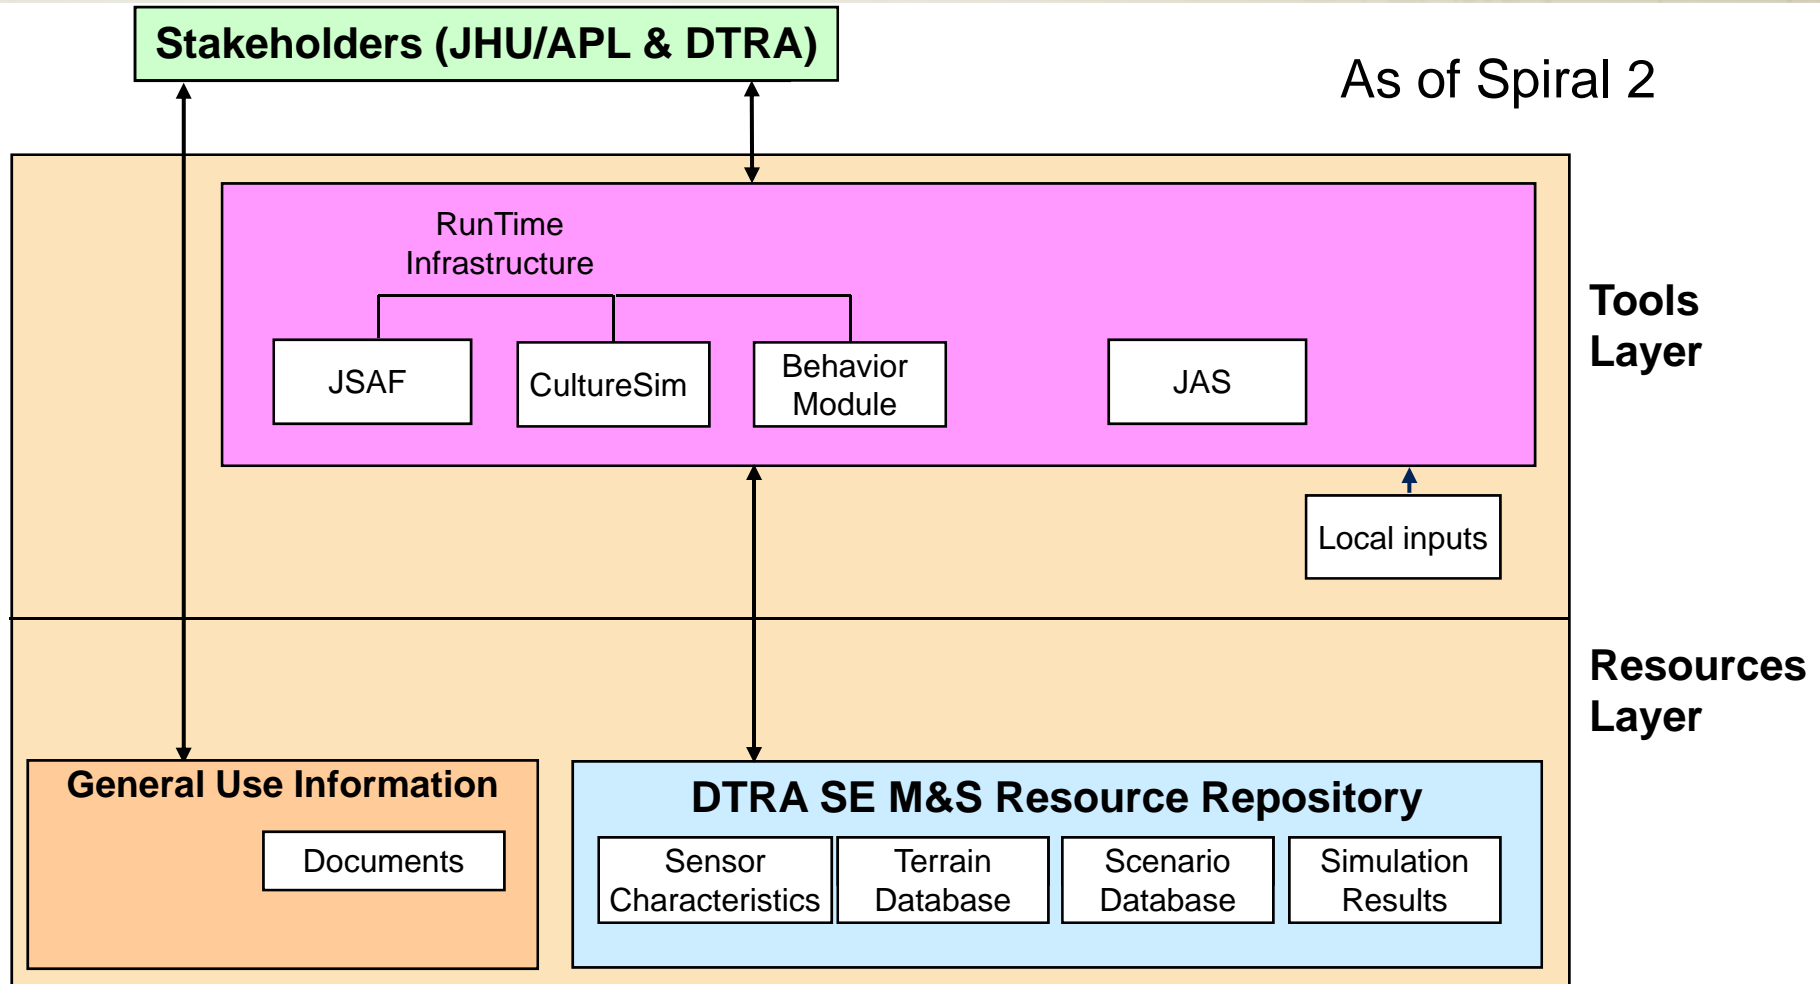 Stakeholders (JHU/APL & DTRA)
As of Spiral 2
RunTime
Infrastructure
JSAF
CultureSim
Behavior
Module
JAS
Tools
Layer
Local inputs
Resources
Layer
General Use Information
Documents
DTRA SE M&S Resource Repository
Sensor
Characteristics
Terrain
Database
Scenario
Database
Simulation
Results